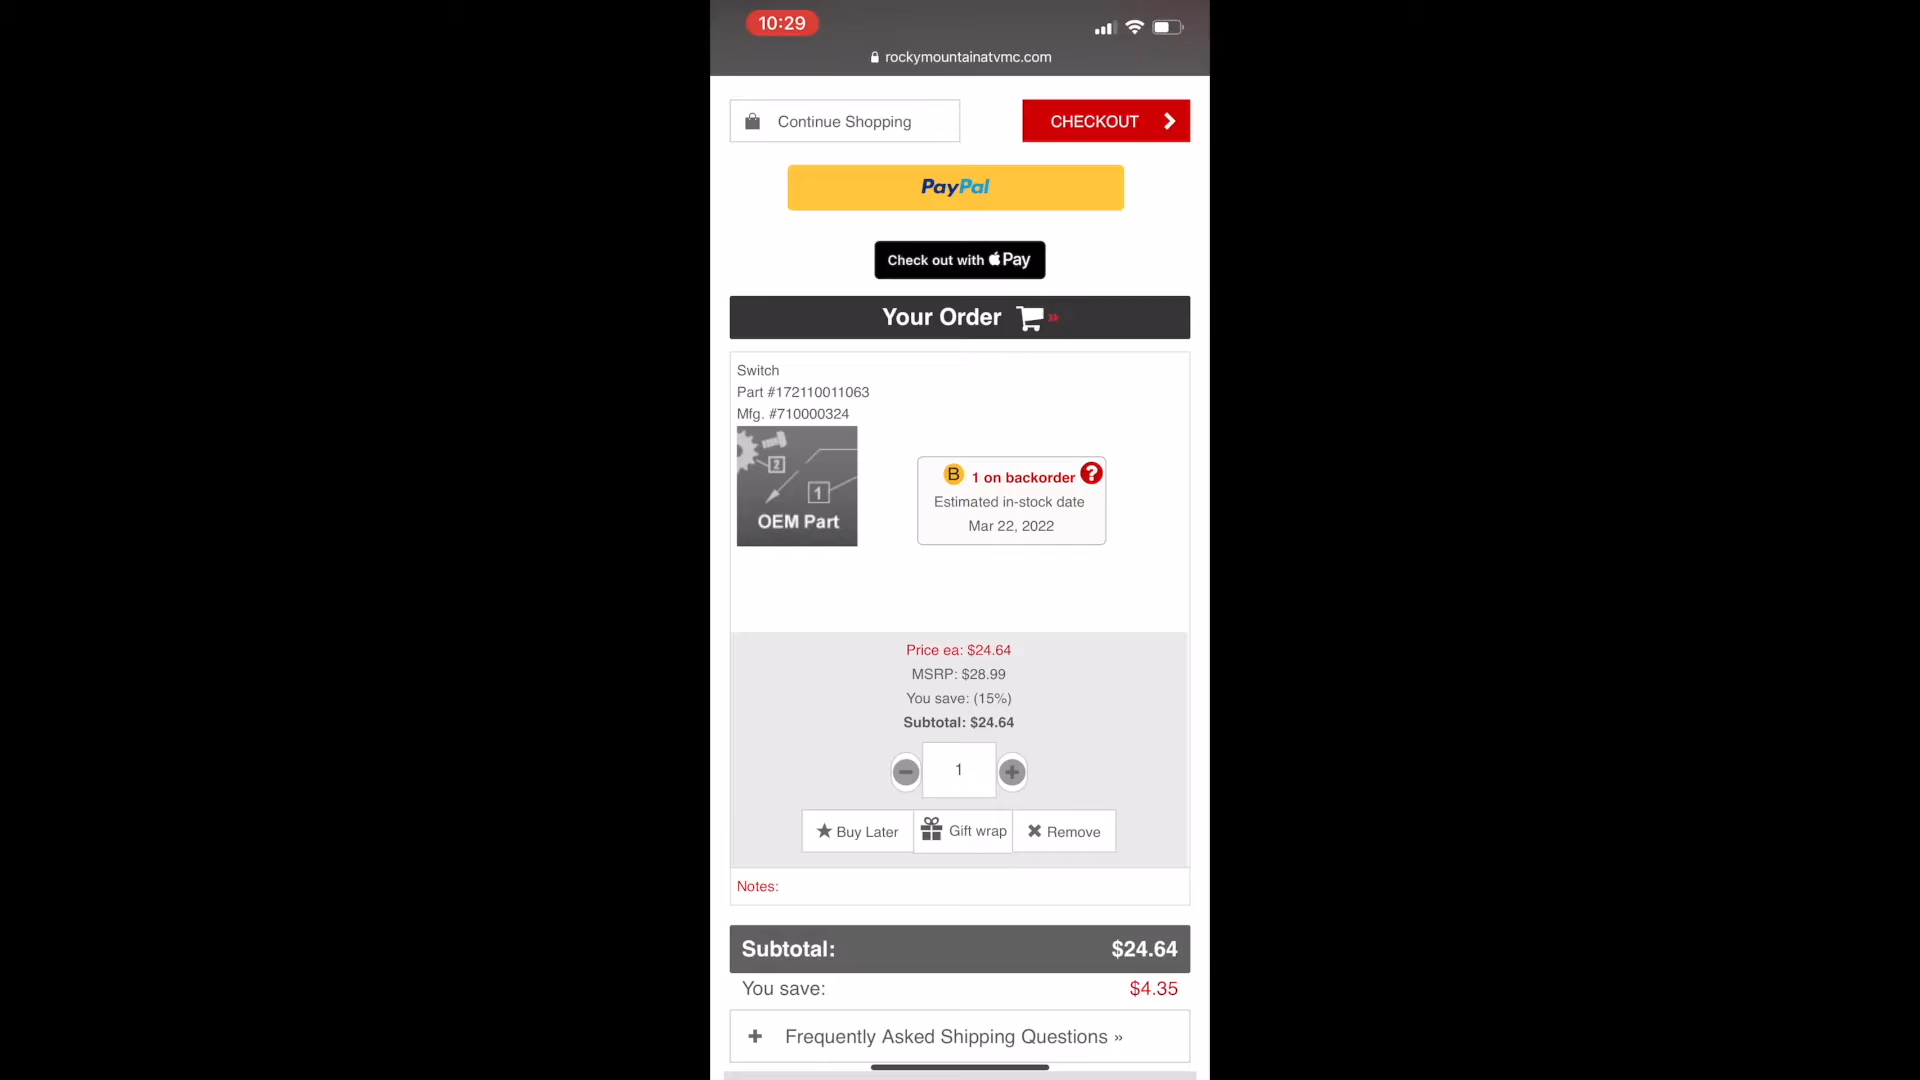 10:29
rockymountainatvmc.com
Continue Shopping
CHECKOUT
PayPal
Check out with Pay
Your Order »
Switch
Part #172110011063
Mfg. #710000324
2
1
OEM Part
B 1 on backorder ?
Estimated in-stock date
Mar 22, 2022
Price ea: $24.64
MSRP: $28.99
You save: (15%)
Subtotal: $24.64
1
Buy Later
Gift wrap
Remove
Notes:
Subtotal: $24.64
You save: $4.35
Frequently Asked Shipping Questions »